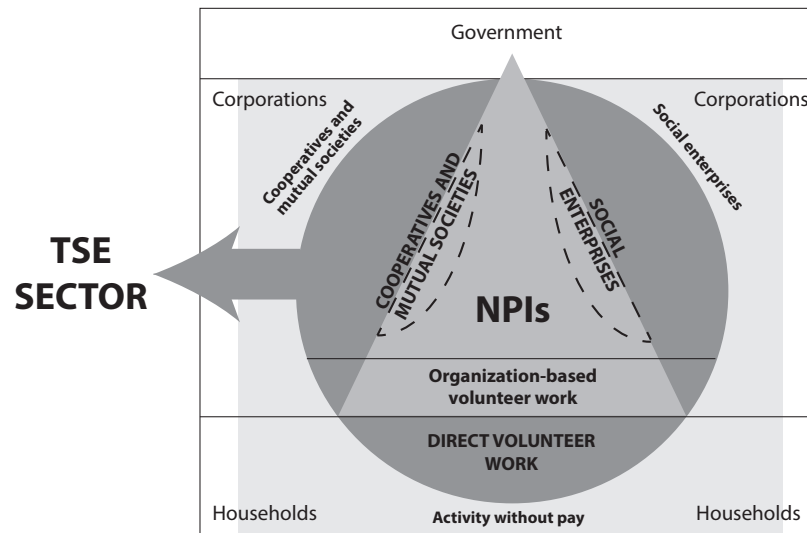 Government
Corporations
Corporations
Cooperatives and
mutual societies
Social enterprises
COOPERATIVES AND
MUTUAL SOCIETIES
SOCIAL
ENTERPRISES
TSE
SECTOR
NPIs
Organization-based
volunteer work
DIRECT VOLUNTEER
WORK
Households
Activity without pay
Households